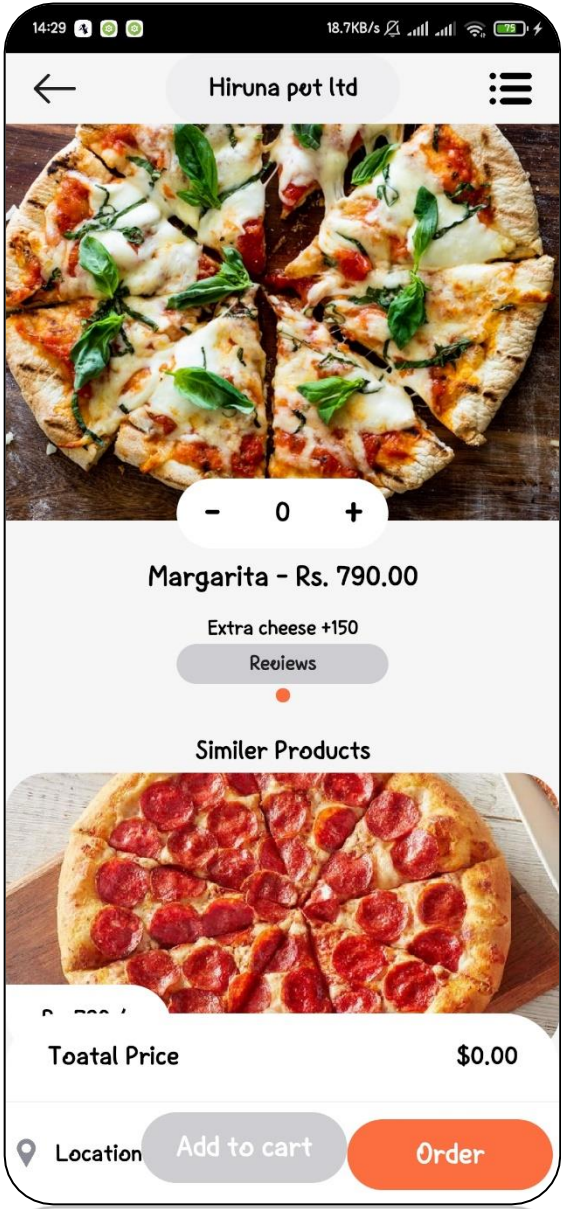 14:29
18.7KB/s
75
Hiruna pvt ltd
- 0 +
Margarita - Rs. 790.00
Extra cheese +150
Reviews
Similer Products
Toatal Price $0.00
Location
Add to cart
Order